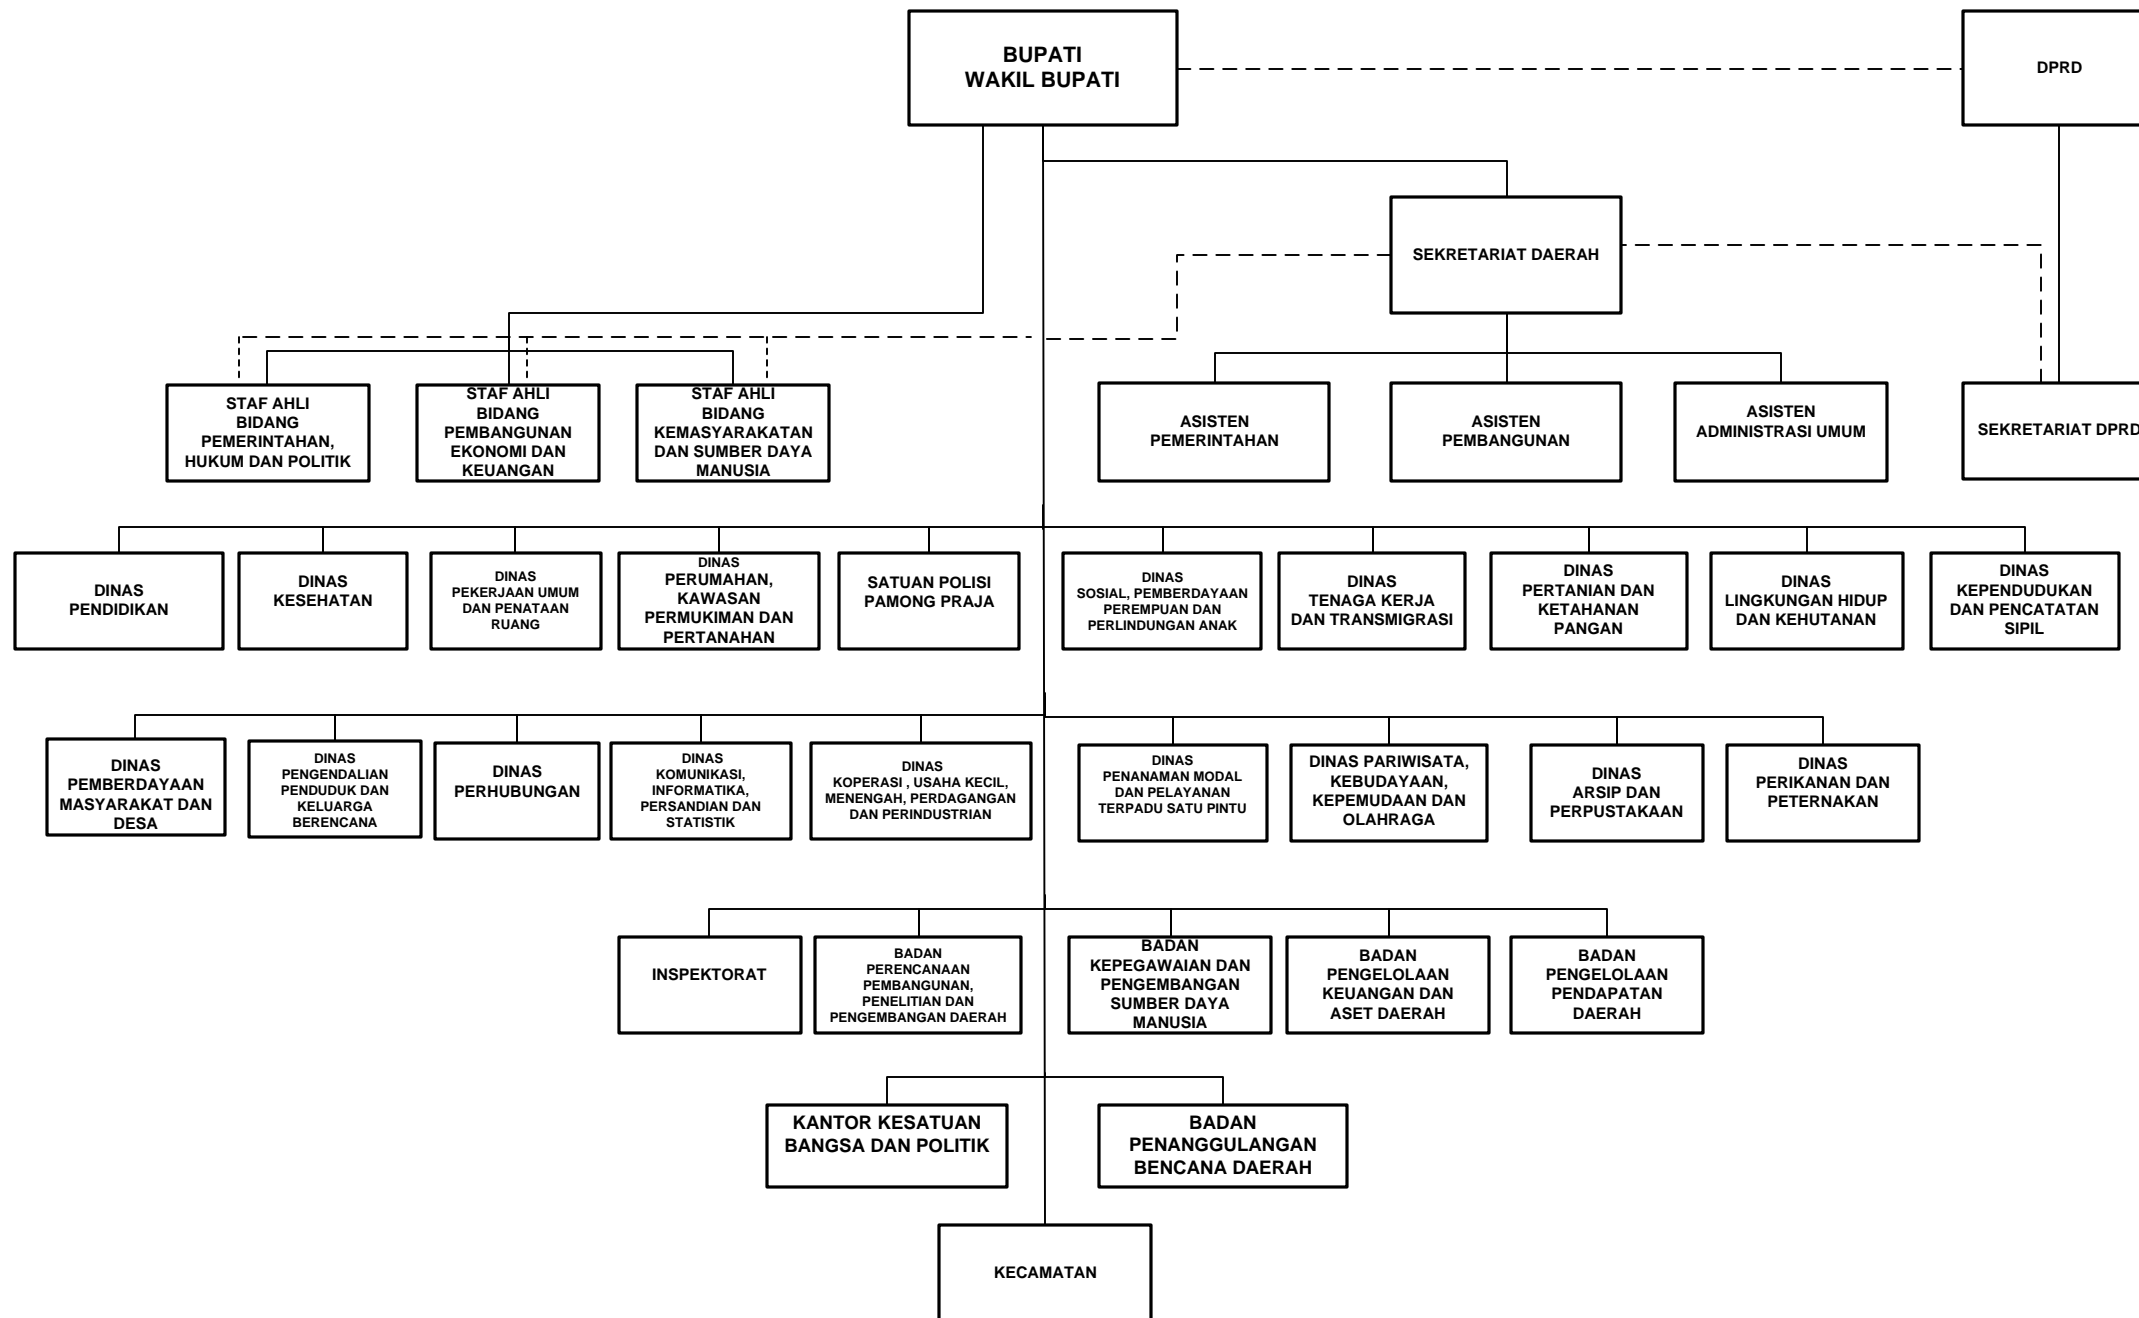 BUPATI
WAKIL BUPATI
DPRD
SEKRETARIAT DAERAH
STAF AHLI
BIDANG
PEMERINTAHAN,
HUKUM DAN POLITIK
STAF AHLI
BIDANG
PEMBANGUNAN
EKONOMI DAN
KEUANGAN
STAF AHLI
BIDANG
KEMASYARAKATAN
DAN SUMBER DAYA
MANUSIA
ASISTEN
PEMERINTAHAN
ASISTEN
PEMBANGUNAN
ASISTEN
ADMINISTRASI UMUM
SEKRETARIAT DPRD
DINAS
PENDIDIKAN
DINAS
KESEHATAN
DINAS
PEKERJAAN UMUM
DAN PENATAAN
RUANG
DINAS
PERUMAHAN,
KAWASAN
PERMUKIMAN DAN
PERTANAHAN
SATUAN POLISI
PAMONG PRAJA
DINAS
SOSIAL, PEMBERDAYAAN
PEREMPUAN DAN
PERLINDUNGAN ANAK
DINAS
TENAGA KERJA
DAN TRANSMIGRASI
DINAS
PERTANIAN DAN
KETAHANAN
PANGAN
DINAS
LINGKUNGAN HIDUP
DAN KEHUTANAN
DINAS
KEPENDUDUKAN
DAN PENCATATAN
SIPIL
DINAS
PEMBERDAYAAN
MASYARAKAT DAN
DESA
DINAS
PENGENDALIAN
PENDUDUK DAN
KELUARGA
BERENCANA
DINAS
PERHUBUNGAN
DINAS
KOMUNIKASI,
INFORMATIKA,
PERSANDIAN DAN
STATISTIK
DINAS
KOPERASI , USAHA KECIL,
MENENGAH, PERDAGANGAN
DAN PERINDUSTRIAN
DINAS
PENANAMAN MODAL
DAN PELAYANAN
TERPADU SATU PINTU
DINAS PARIWISATA,
KEBUDAYAAN,
KEPEMUDAAN DAN
OLAHRAGA
DINAS
ARSIP DAN
PERPUSTAKAAN
DINAS
PERIKANAN DAN
PETERNAKAN
INSPEKTORAT
BADAN
PERENCANAAN
PEMBANGUNAN,
PENELITIAN DAN
PENGEMBANGAN DAERAH
BADAN
KEPEGAWAIAN DAN
PENGEMBANGAN
SUMBER DAYA
MANUSIA
BADAN
PENGELOLAAN
KEUANGAN DAN
ASET DAERAH
BADAN
PENGELOLAAN
PENDAPATAN
DAERAH
KANTOR KESATUAN
BANGSA DAN POLITIK
BADAN
PENANGGULANGAN
BENCANA DAERAH
KECAMATAN